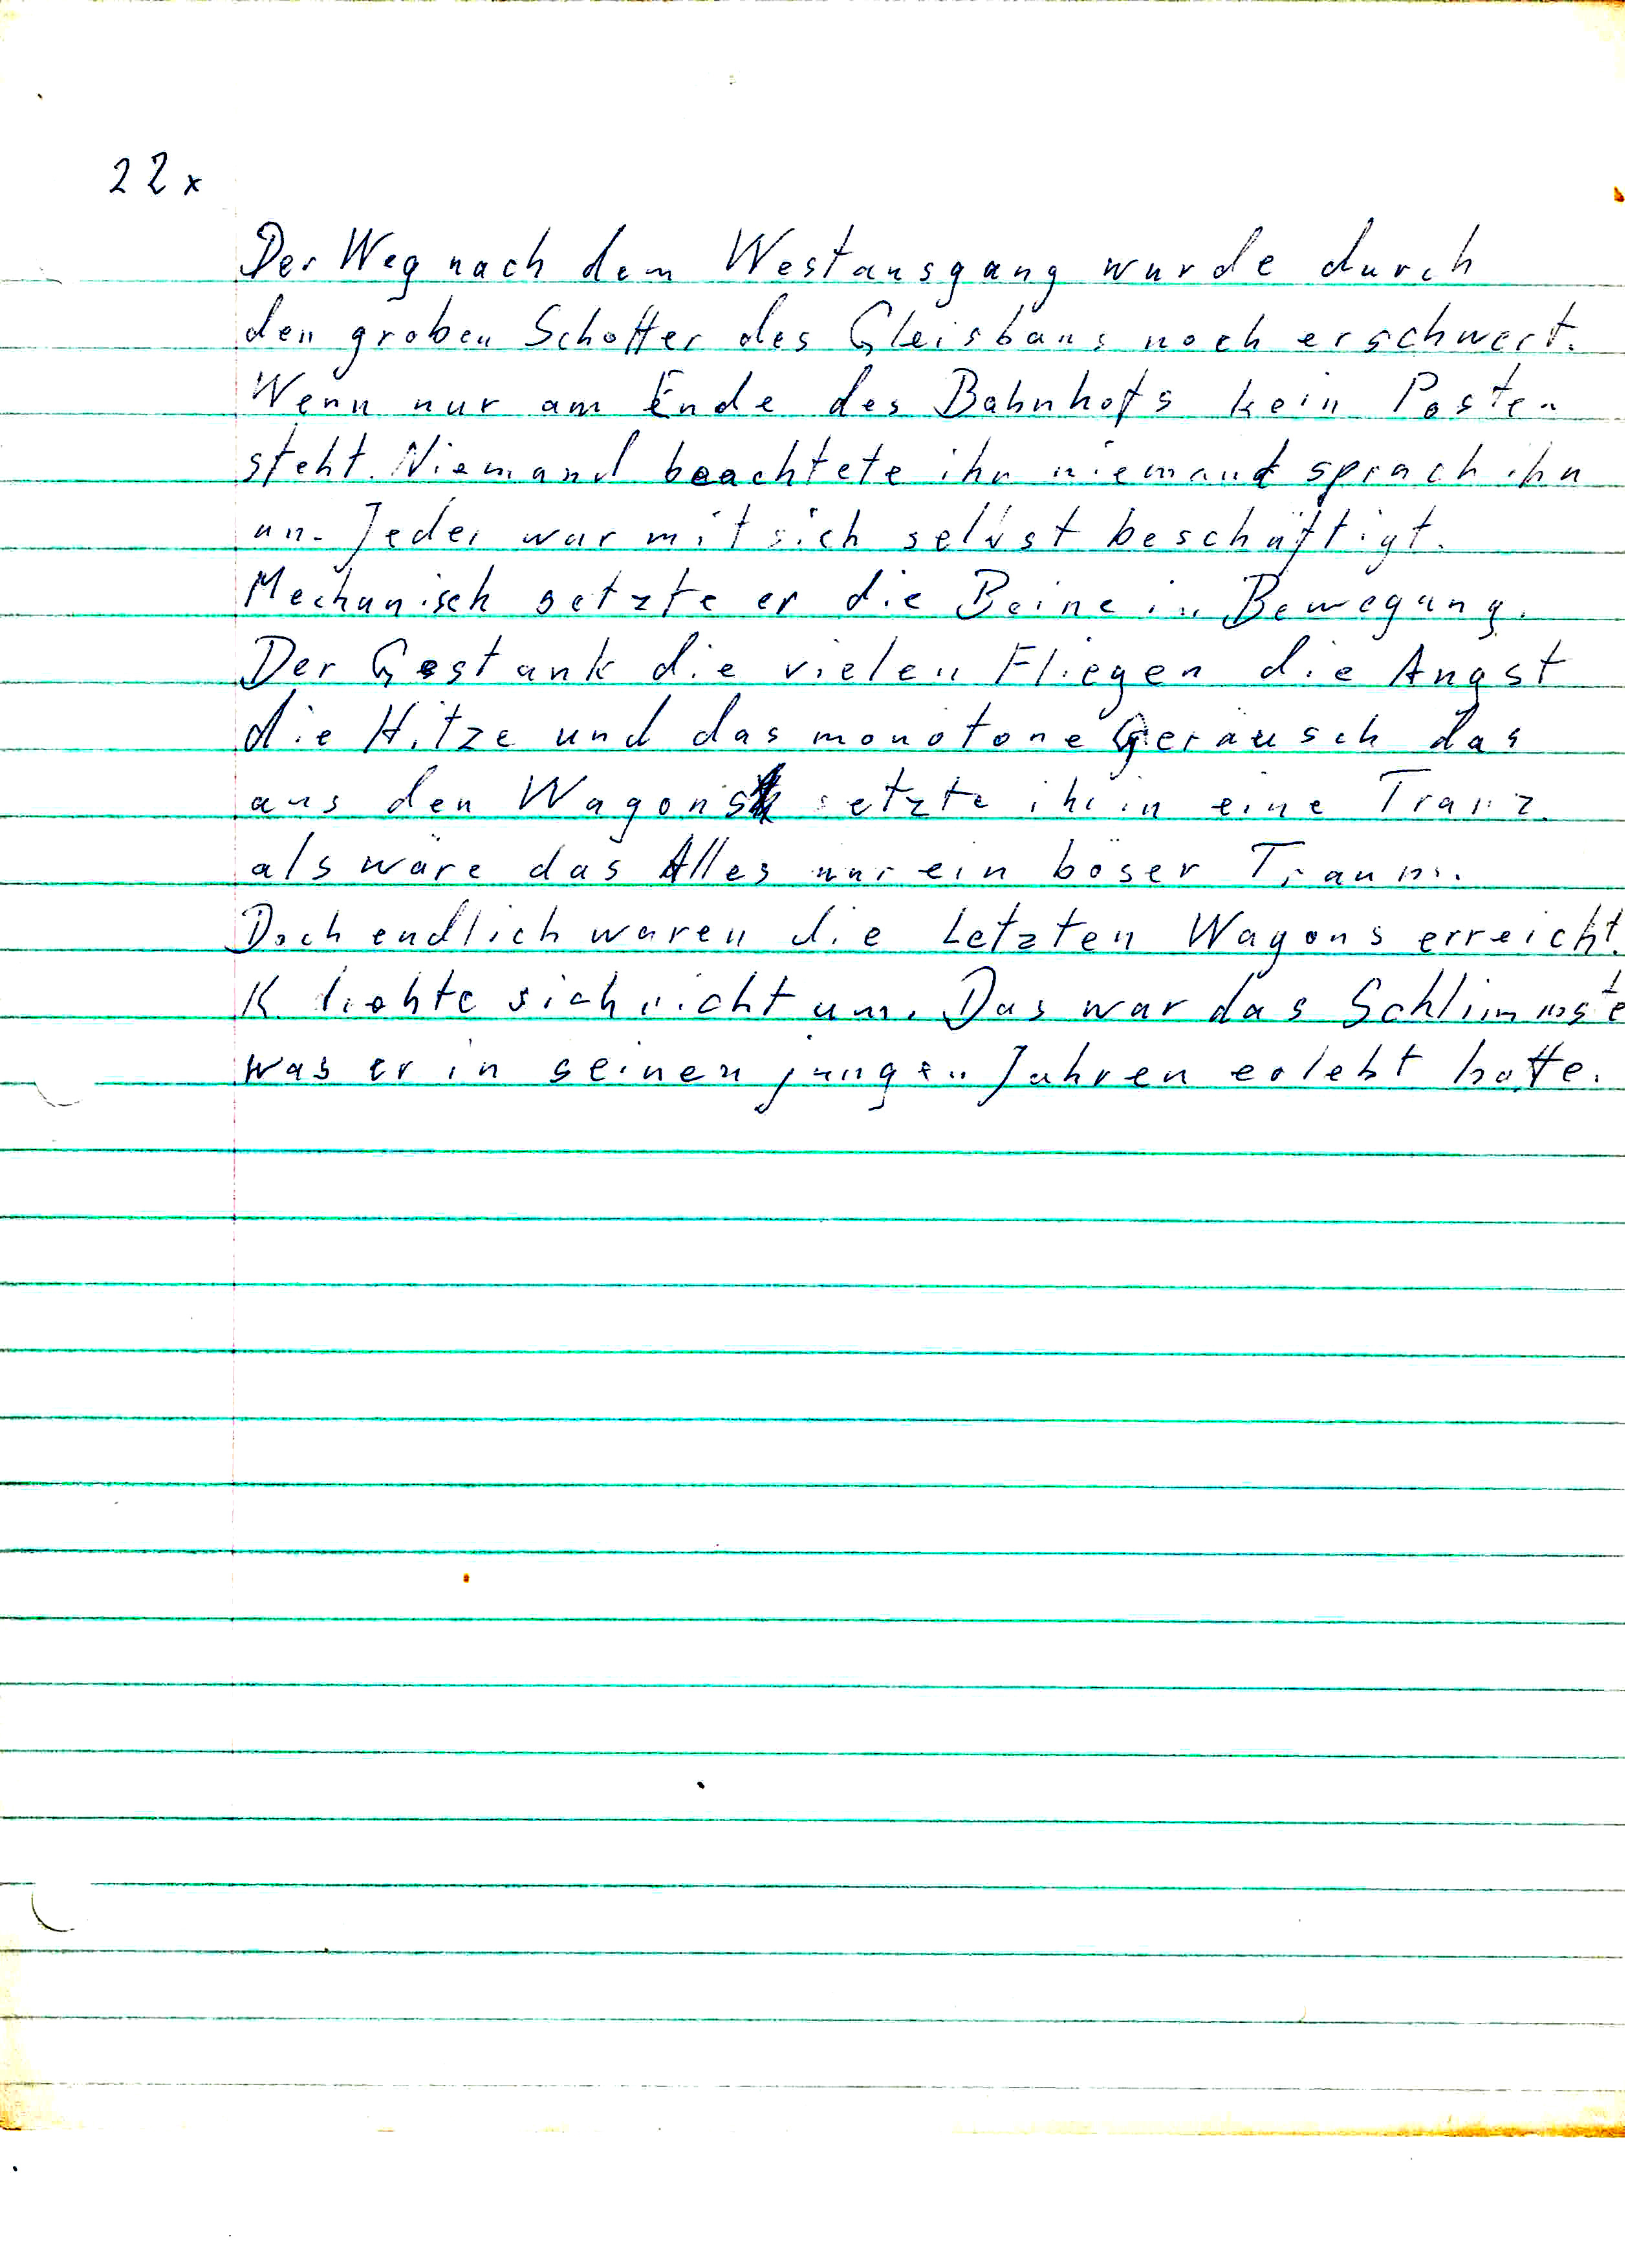 22x
Der Weg nach dem Westausgang wurde durch
den groben Schotter des Gleisbaus noch erschwert.
Wenn nur am Ende des Bahnhofs kein Posten
steht. Niemand beachtete ihn niemand sprach ihn
an. Jeder war mit sich selbst beschäftigt.
Mechanisch setzte er die Beine in Bewegung.
Der Gestank die vielen Fliegen die Angst
die Hitze und das monotone Geräusch das
aus den Wagons setzte ihn in eine Tranz
als wäre das Alles nur ein böser Traum.
Doch endlich waren die Letzten Wagons erreicht.
K. drehte sich nicht um. Das war das Schlimmste
was er in seinen jungen Jahren erlebt hatte.